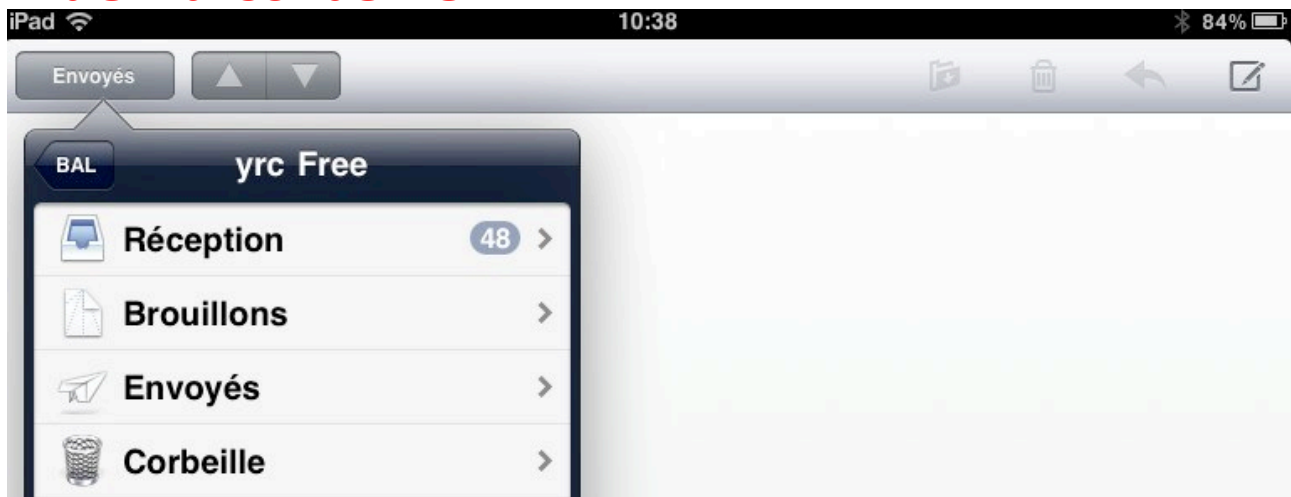 iPad 10:38 84%
Envoyés
BAL yrc Free
Réception 48
Brouillons
Envoyés
Corbeille